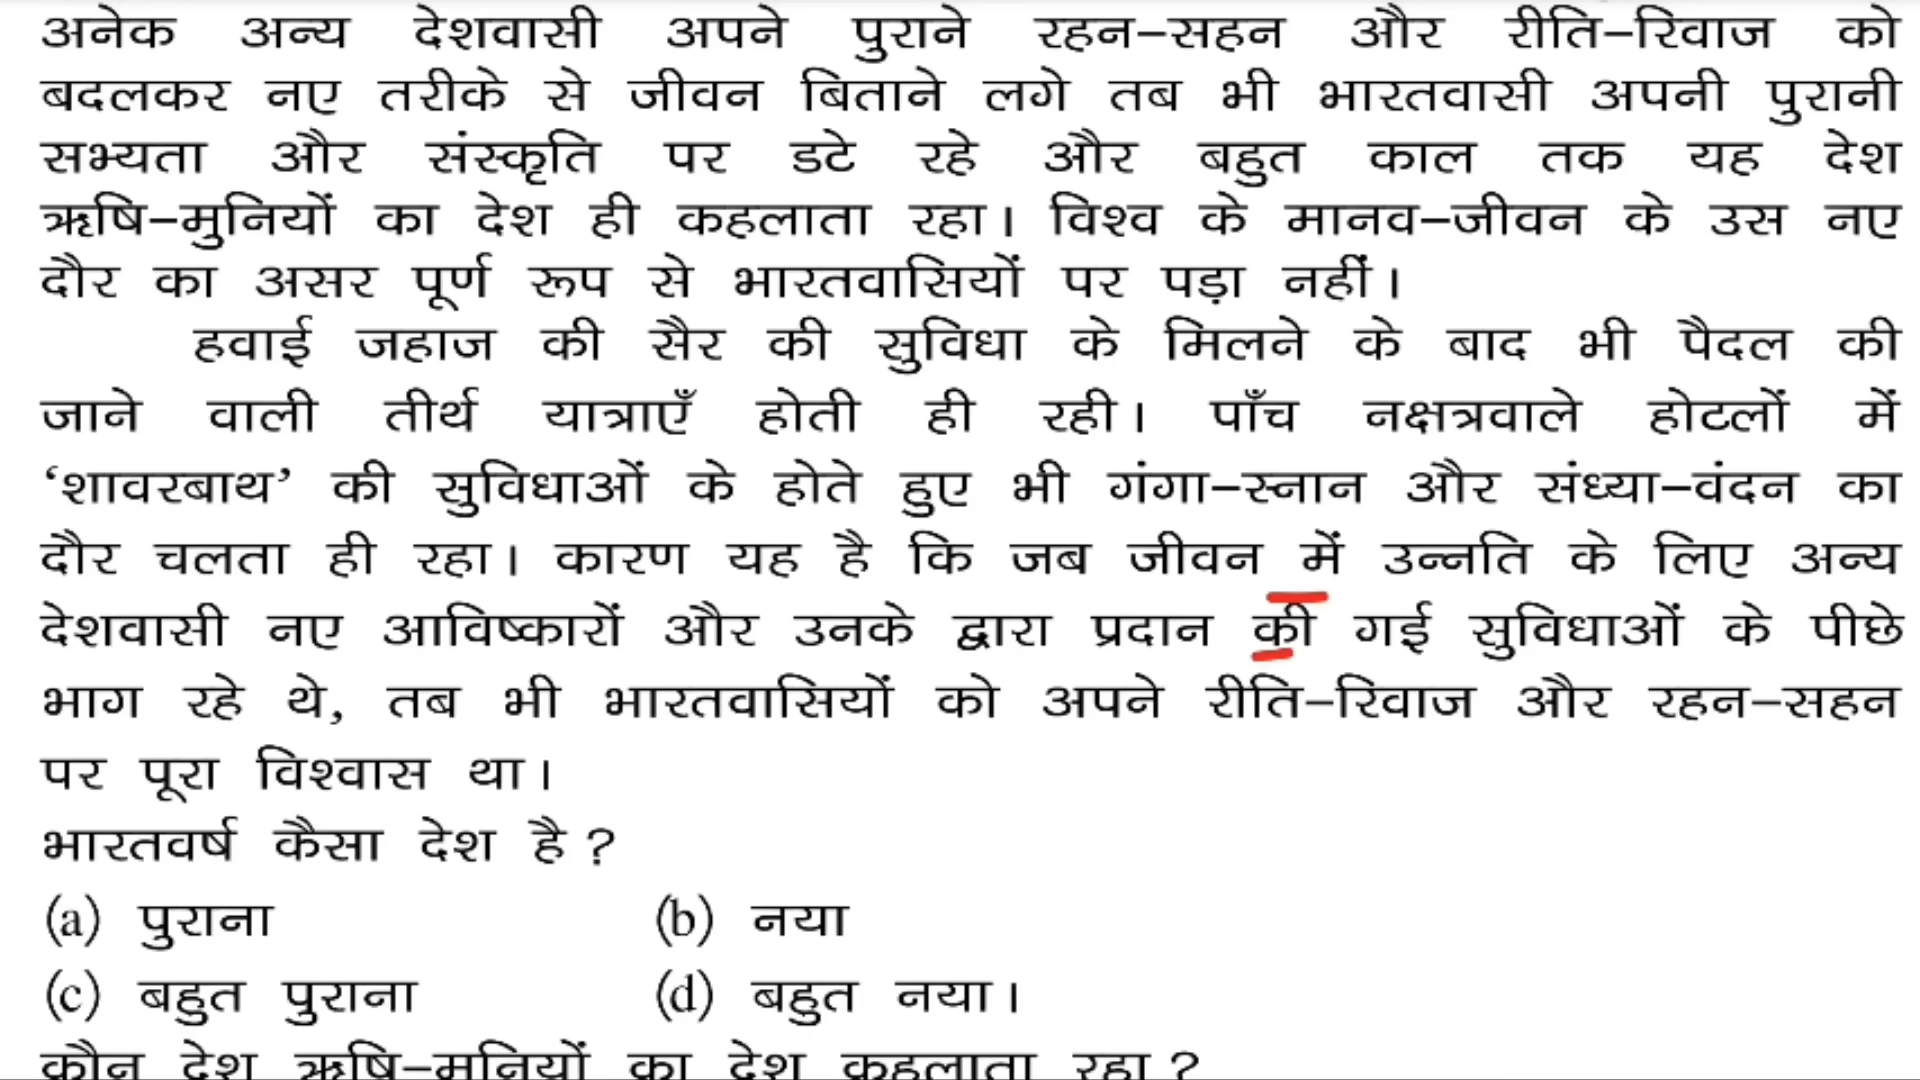 अनेक अन्य देशवासी अपने पुराने रहन–सहन और रीति–रिवाज को
बदलकर नए तरीके से जीवन बिताने लगे तब भी भारतवासी अपनी पुरानी
सभ्यता और संस्कृति पर डटे रहे और बहुत काल तक यह देश
ऋषि–मुनियों का देश ही कहलाता रहा। विश्व के मानव–जीवन के उस नए
दौर का असर पूर्ण रूप से भारतवासियों पर पड़ा नहीं।
हवाई जहाज की सैर की सुविधा के मिलने के बाद भी पैदल की
जाने वाली तीर्थ यात्राएँ होती ही रही। पाँच नक्षत्रवाले होटलों में
‘शावरबाथ’ की सुविधाओं के होते हुए भी गंगा–स्नान और संध्या–वंदन का
दौर चलता ही रहा। कारण यह है कि जब जीवन में उन्नति के लिए अन्य
देशवासी नए आविष्कारों और उनके द्वारा प्रदान की गई सुविधाओं के पीछे
भाग रहे थे, तब भी भारतवासियों को अपने रीति–रिवाज और रहन–सहन
पर पूरा विश्वास था।
भारतवर्ष कैसा देश है ?
(a) पुराना (b) नया
(c) बहुत पुराना (d) बहुत नया।
कौन देश ऋषि–मुनियों का देश कहलाता रहा ?